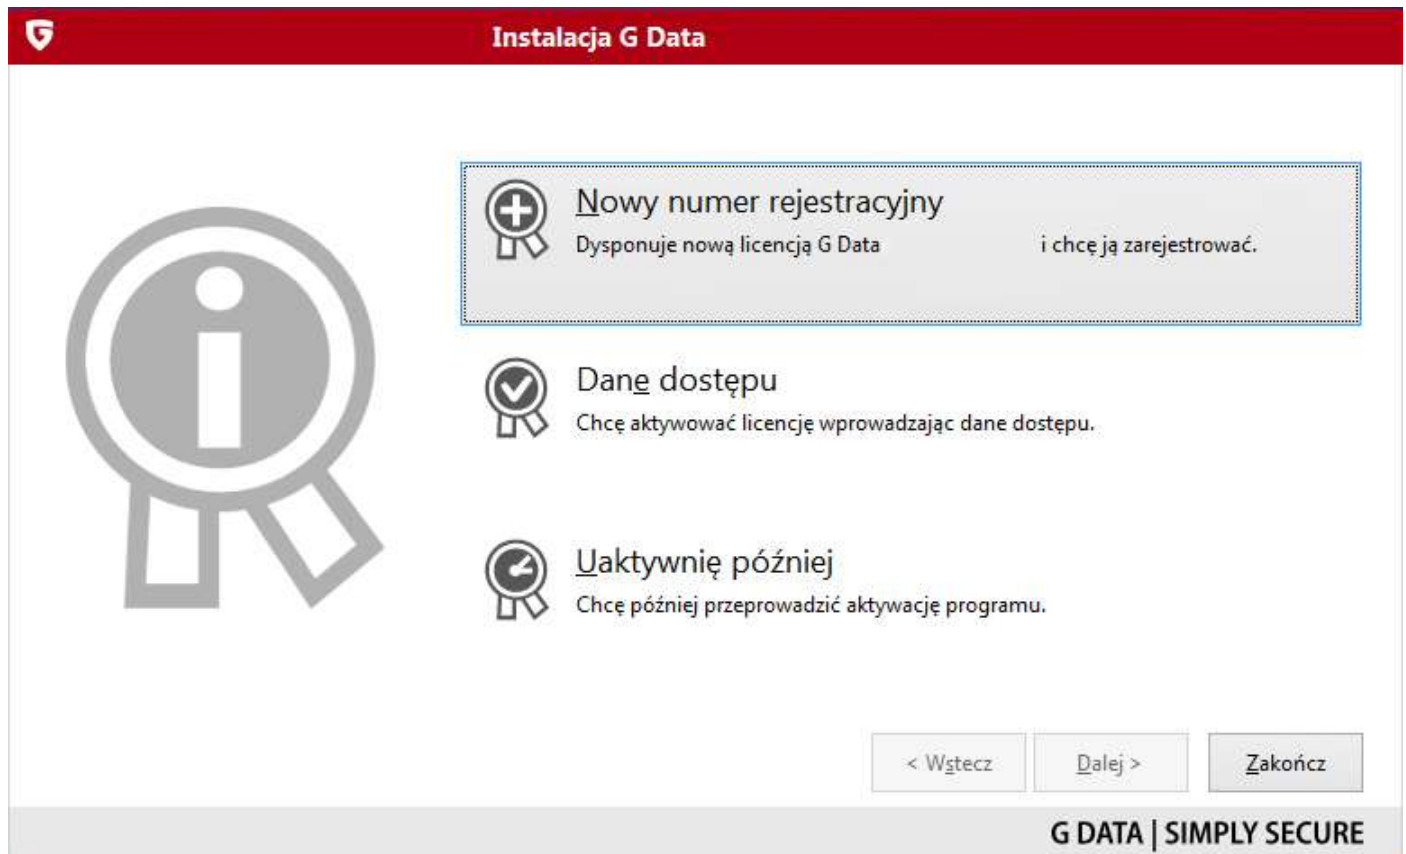 Instalacja G Data
Nowy numer rejestracyjny
Dysponuje nową licencją G Data i chcę ją zarejestrować.
Dane dostępu
Chcę aktywować licencję wprowadzając dane dostępu.
Uaktywnię później
Chcę później przeprowadzić aktywację programu.
< Wstecz Dalej > Zakończ
G DATA | SIMPLY SECURE